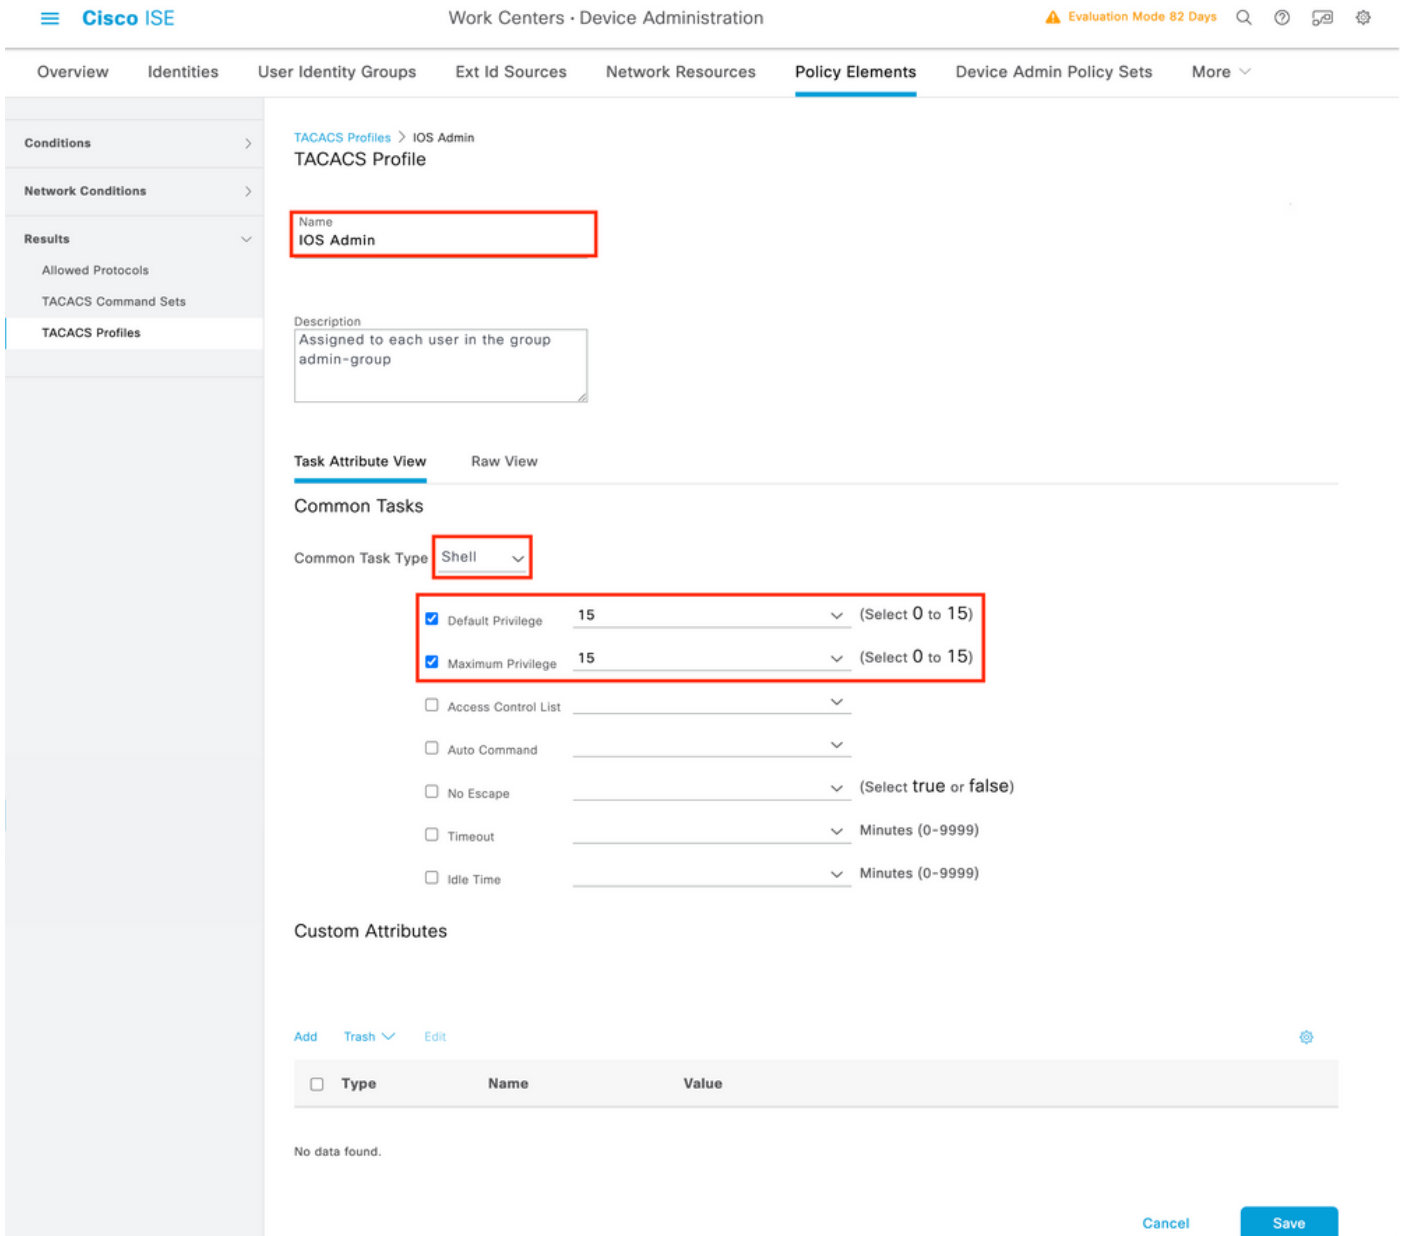 Cisco ISE
Work Centers · Device Administration
Evaluation Mode 82 Days
Overview Identities User Identity Groups Ext Id Sources Network Resources Policy Elements Device Admin Policy Sets More
Conditions
Network Conditions
Results
Allowed Protocols
TACACS Command Sets
TACACS Profiles
TACACS Profiles > IOS Admin
TACACS Profile
Name
IOS Admin
Description
Assigned to each user in the group
admin-group
Task Attribute View Raw View
Common Tasks
Common Task Type Shell
Default Privilege 15 (Select 0 to 15)
Maximum Privilege 15 (Select 0 to 15)
Access Control List
Auto Command
No Escape (Select true or false)
Timeout Minutes (0-9999)
Idle Time Minutes (0-9999)
Custom Attributes
Add Trash Edit
Type Name Value
No data found.
Cancel Save